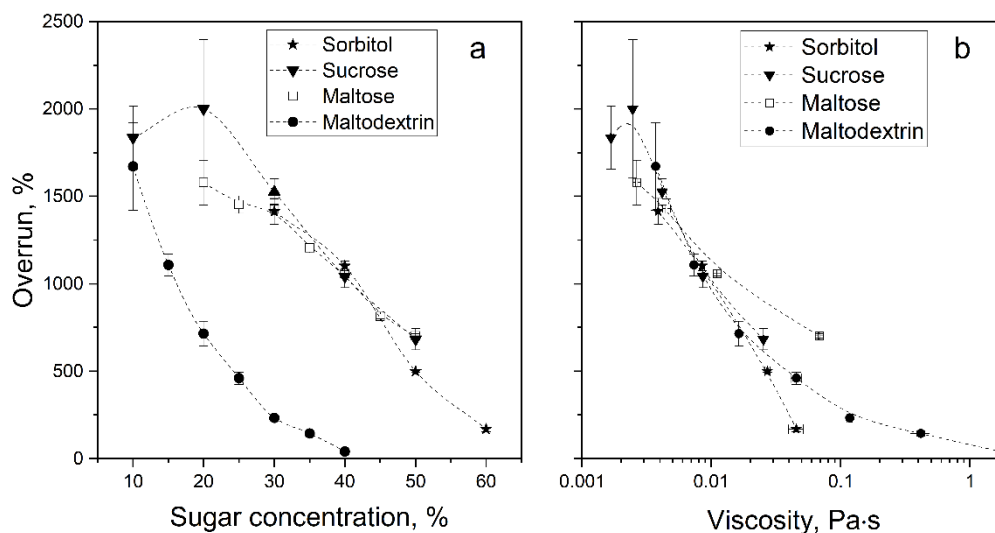 2500
2000
1500
1000
500
0
Overrun, %
10 20 30 40 50 60
Sugar concentration, %
a
Sorbitol
Sucrose
Maltose
Maltodextrin
b
Sorbitol
Sucrose
Maltose
Maltodextrin
0.001 0.01 0.1 1
Viscosity, Pa·s